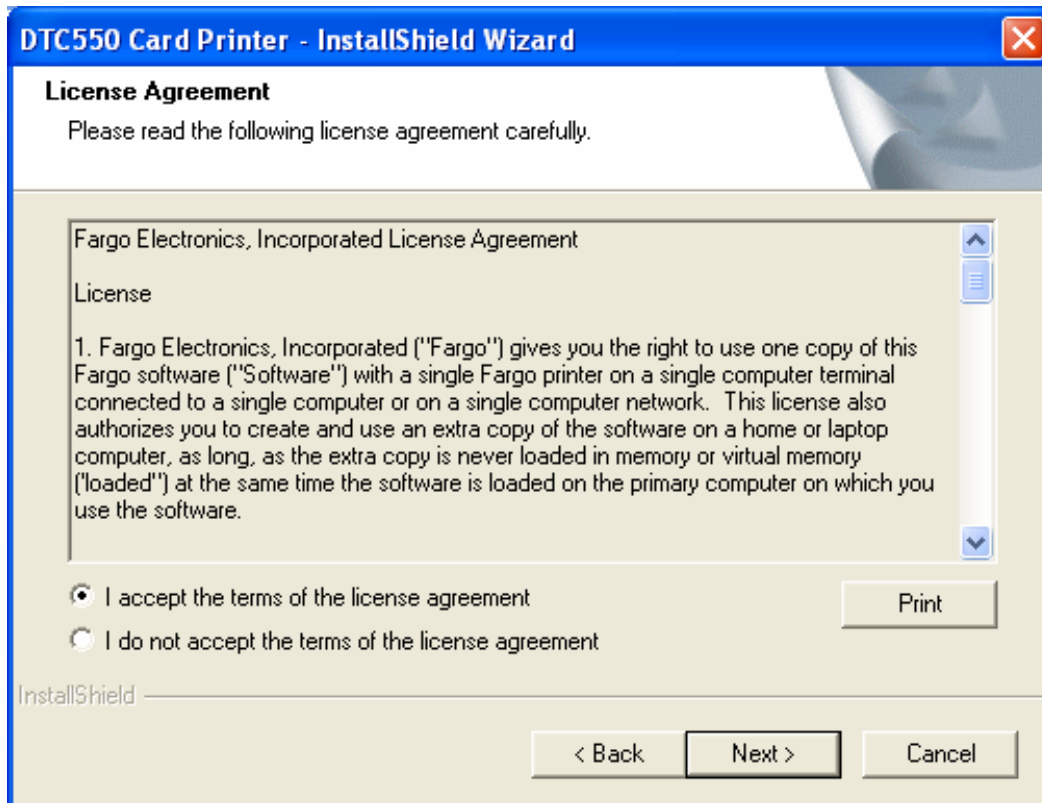 DTC550 Card Printer - InstallShield Wizard
License Agreement
Please read the following license agreement carefully.
Fargo Electronics, Incorporated License Agreement
License
1. Fargo Electronics, Incorporated ("Fargo") gives you the right to use one copy of this
Fargo software ("Software") with a single Fargo printer on a single computer terminal
connected to a single computer or on a single computer network.  This license also
authorizes you to create and use an extra copy of the software on a home or laptop
computer, as long, as the extra copy is never loaded in memory or virtual memory
('loaded") at the same time the software is loaded on the primary computer on which you
use the software.
I accept the terms of the license agreement
Print
I do not accept the terms of the license agreement
InstallShield
< Back
Next >
Cancel